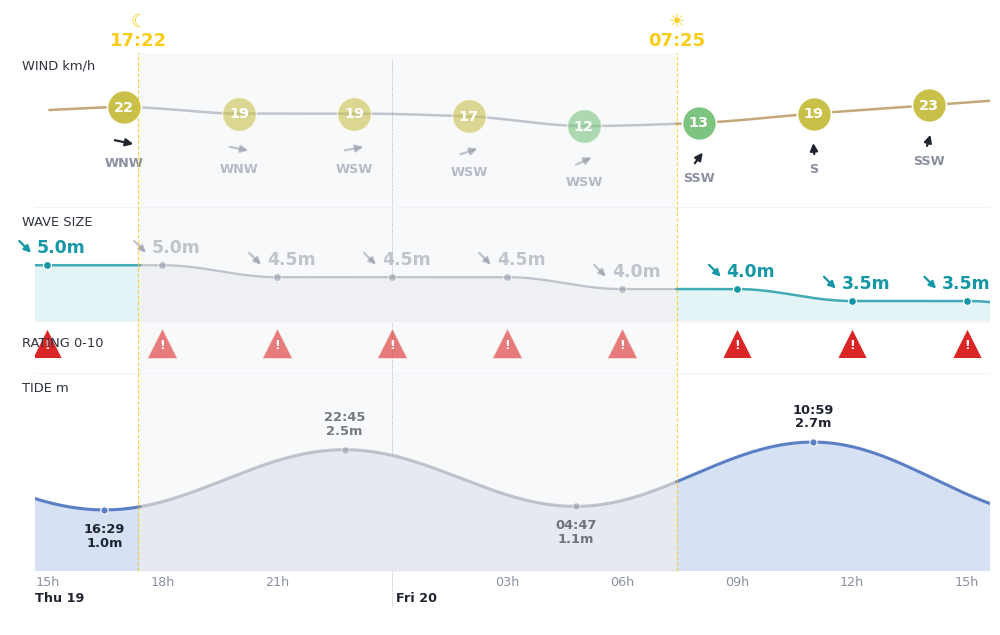 17:22 07:25
WIND km/h
22 19 19 17 12 13 19 23
WNW WNW WSW WSW WSW SSW S SSW
WAVE SIZE
5.0m 5.0m 4.5m 4.5m 4.5m 4.0m 4.0m 3.5m 3.5m
RATING 0-10
! ! ! ! ! ! ! ! !
TIDE m
22:45
2.5m
10:59
2.7m
16:29
1.0m
04:47
1.1m
15h 18h 21h 03h 06h 09h 12h 15h
Thu 19 Fri 20